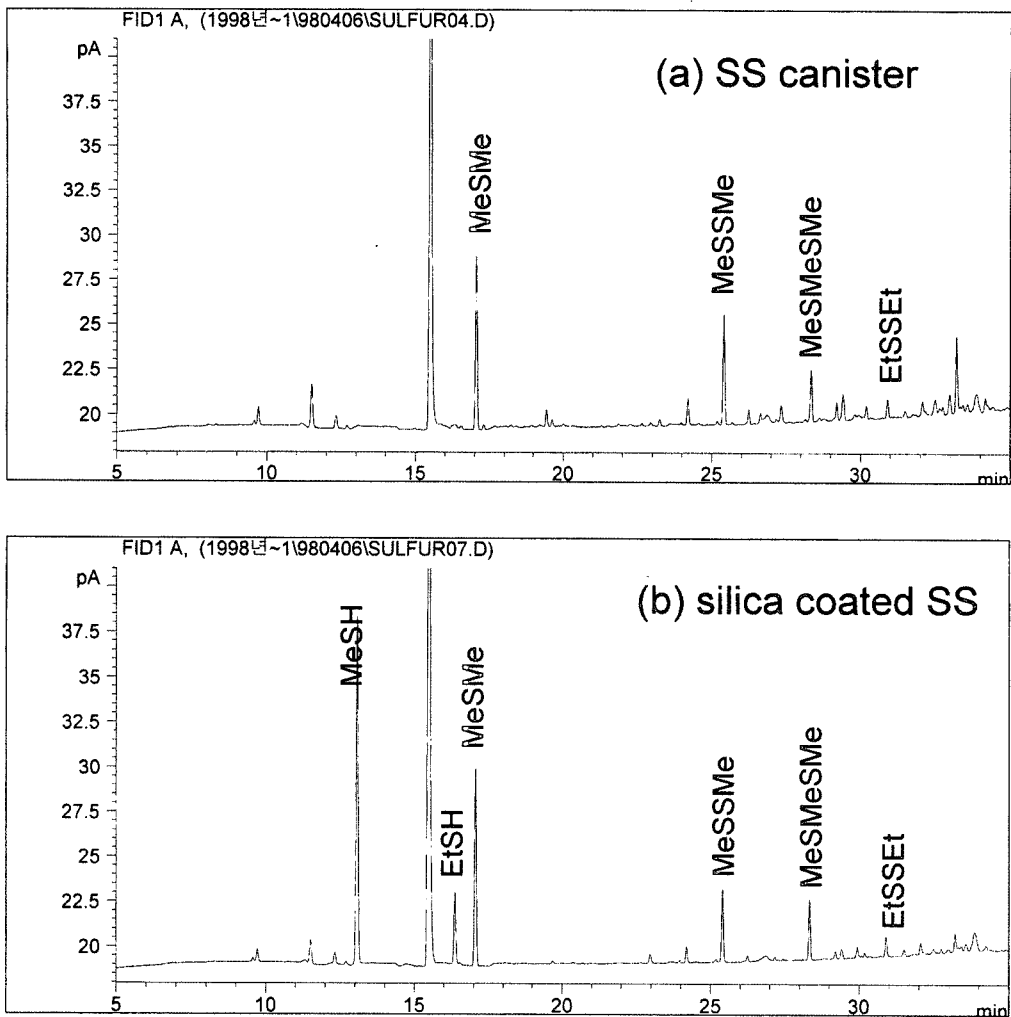 FID1 A, (1998년~1\980406\SULFUR04.D)
pA
(a) SS canister
37.5
35
32.5
30
27.5
25
22.5
20
MeSMe
MeSSMe
MeSMeSMe
EtSSEt
5 10 15 20 25 30 min
FID1 A, (1998년~1\980406\SULFUR07.D)
pA
(b) silica coated SS
37.5
35
32.5
30
27.5
25
22.5
20
MeSH
EtSH
MeSMe
MeSSMe
MeSMeSMe
EtSSEt
5 10 15 20 25 30 min